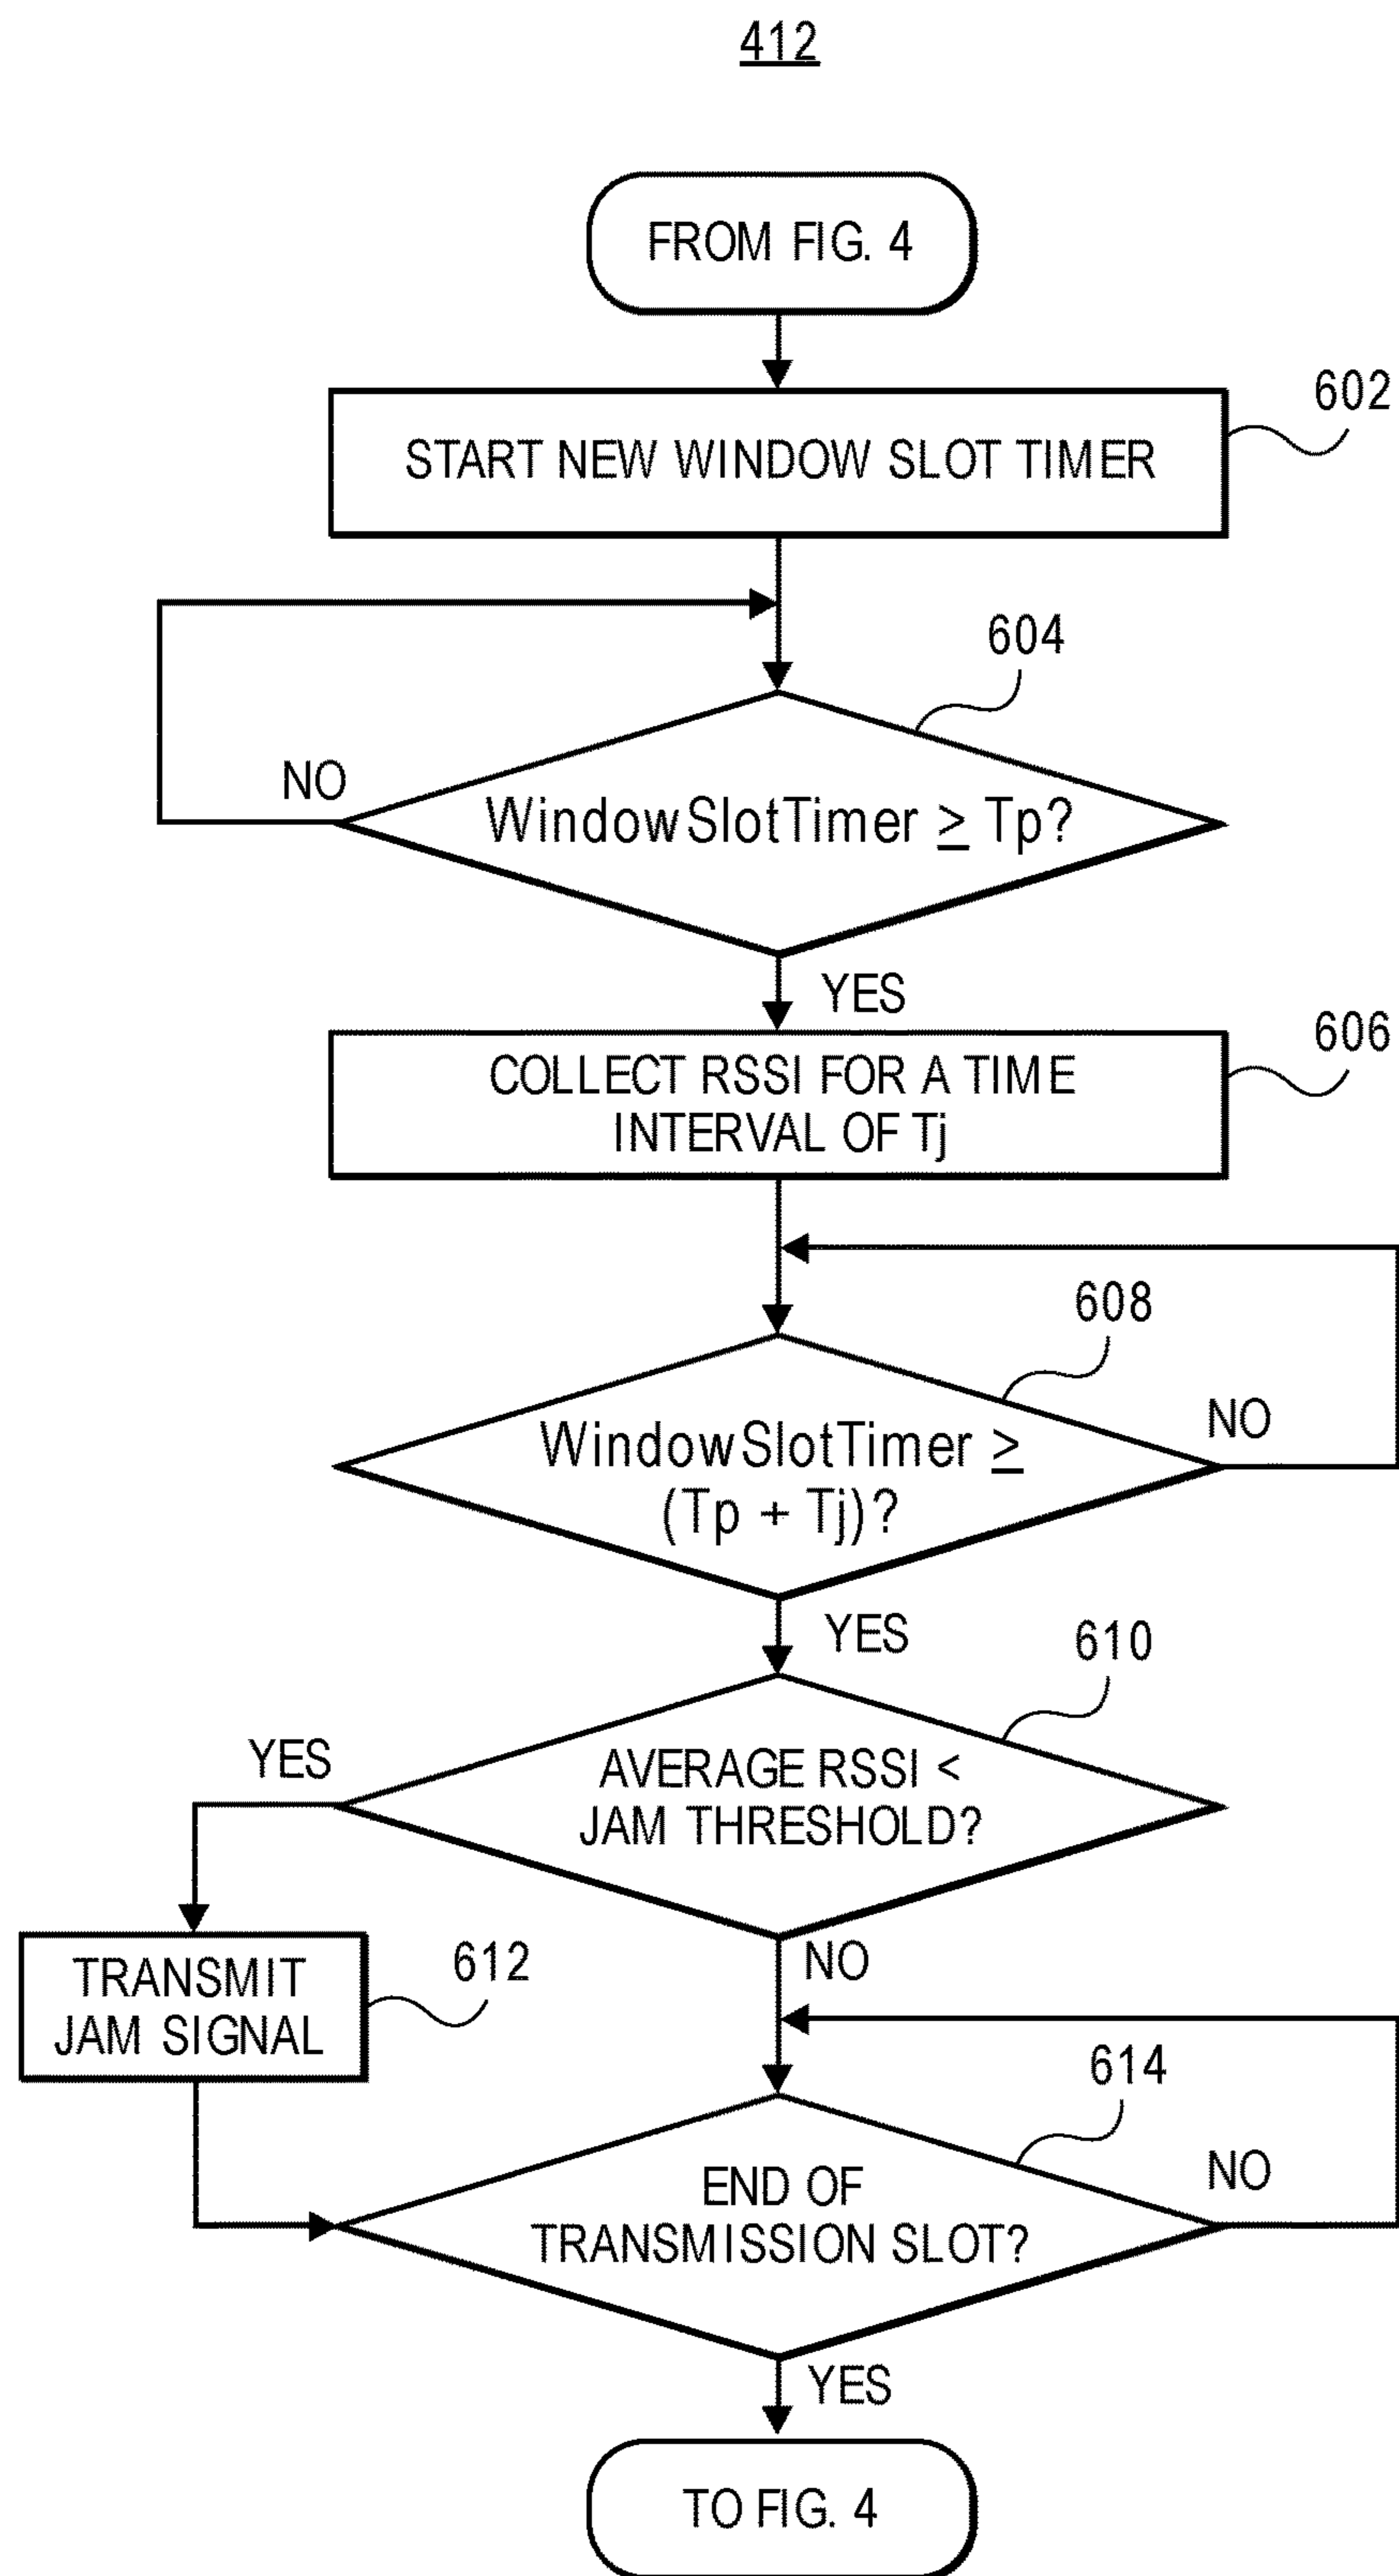 412
FROM FIG. 4
602
START NEW WINDOW SLOT TIMER
604
NO
WindowSlotTimer ≥ Tp?
YES
606
COLLECT RSSI FOR A TIME
INTERVAL OF Tj
608
NO
WindowSlotTimer ≥
(Tp + Tj)?
YES
610
YES
AVERAGE RSSI <
JAM THRESHOLD?
NO
TRANSMIT
JAM SIGNAL
612
614
NO
END OF
TRANSMISSION SLOT?
YES
TO FIG. 4